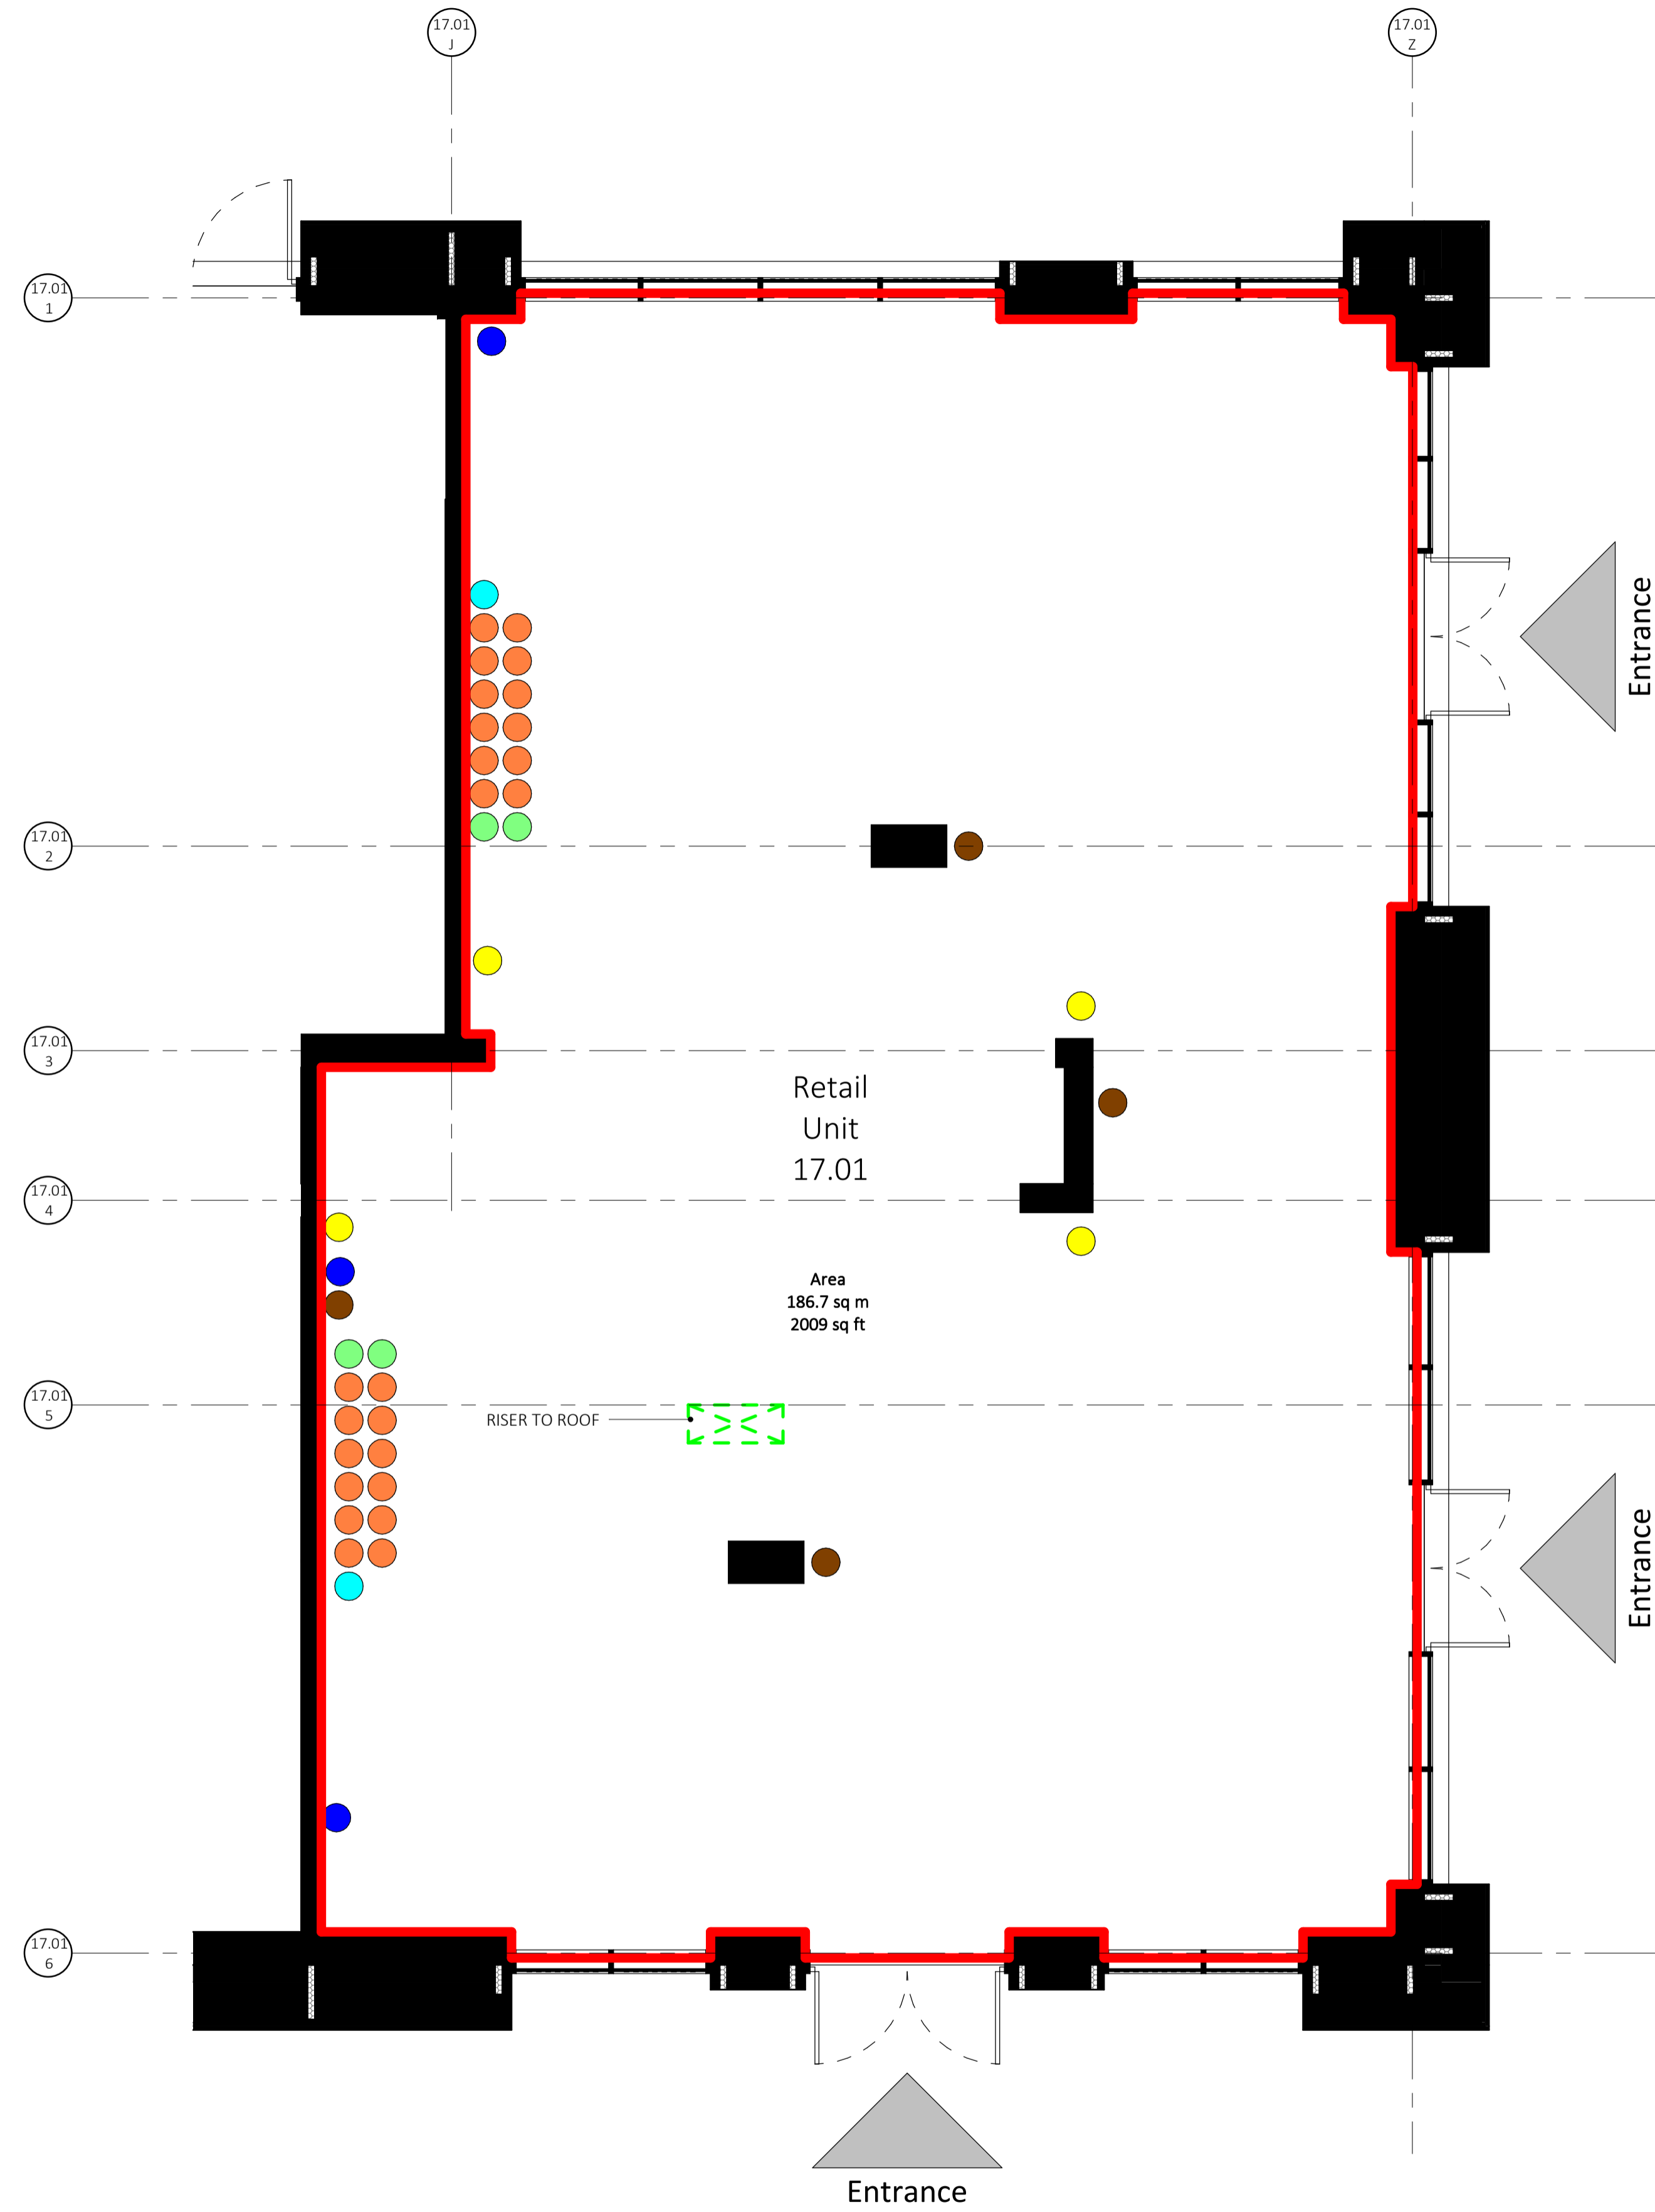 17.01
J
17.01
Z
17.01
1
Entrance
17.01
2
17.01
3
Retail
Unit
17.01
17.01
4
Area
186.7 sq m
2009 sq ft
17.01
5
RISER TO ROOF
Entrance
17.01
6
Entrance